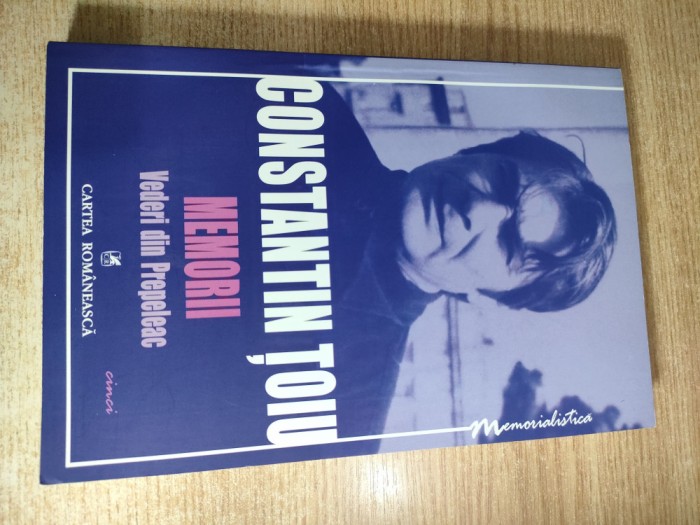 Memorialistica
CONSTANTIN ȚOIU
MEMORII
Vederi din Prepeleac
CARTEA ROMÂNEASCĂ
cinci